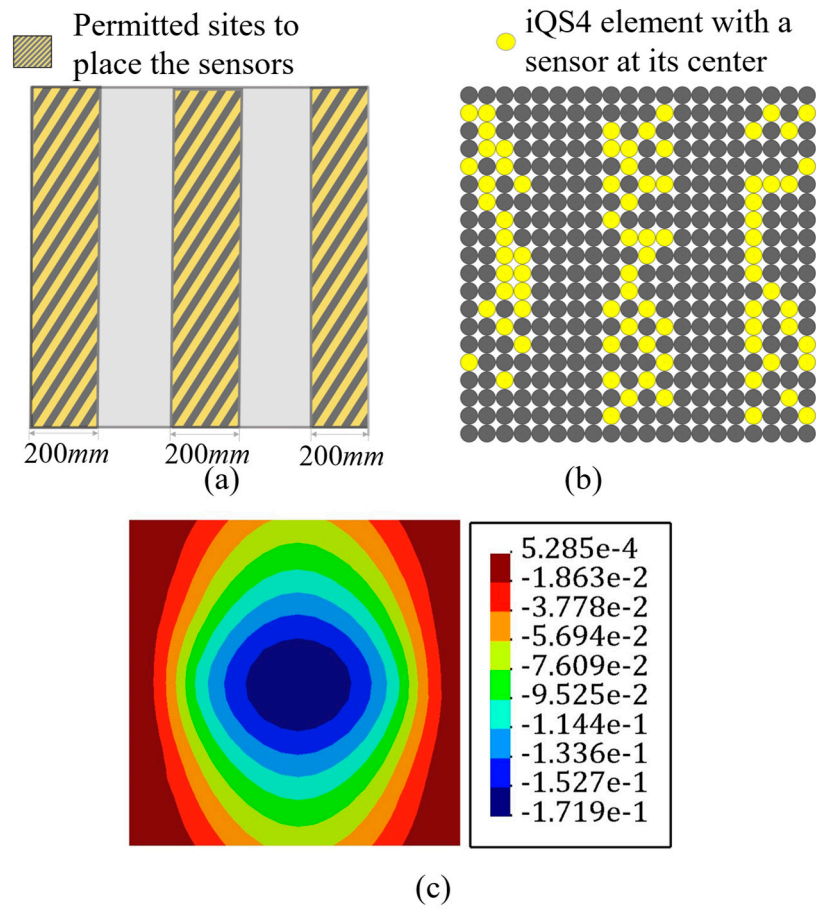 Permitted sites to
place the sensors
iQS4 element with a
sensor at its center
200mm
200mm
200mm
(a)
(b)
5.285e-4
-1.863e-2
-3.778e-2
-5.694e-2
-7.609e-2
-9.525e-2
-1.144e-1
-1.336e-1
-1.527e-1
-1.719e-1
(c)